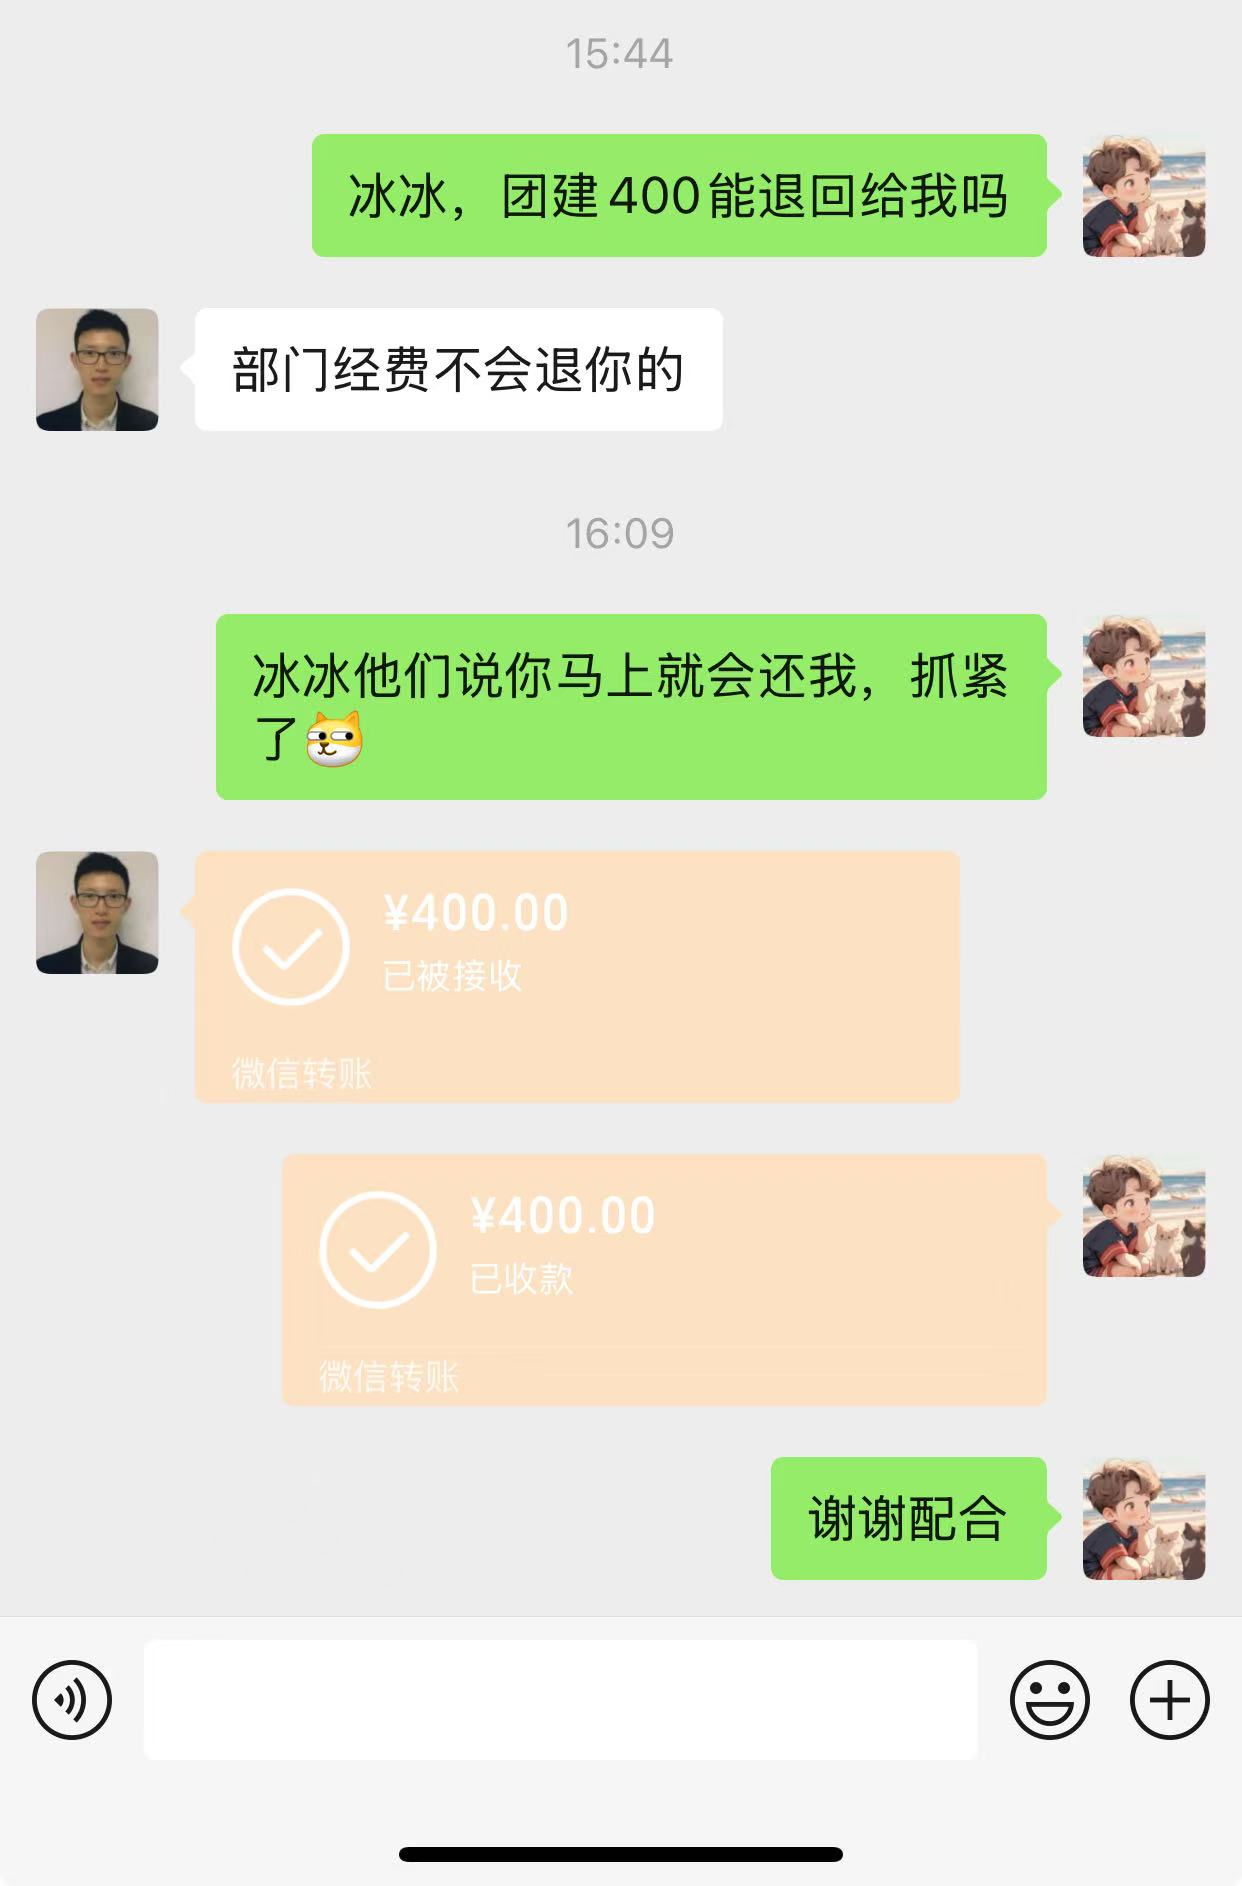 15:44
冰冰，团建400能退回给我吗
部门经费不会退你的
16:09
冰冰他们说你马上就会还我，抓紧
了
¥400.00
已被接收
微信转账
¥400.00
已收款
微信转账
谢谢配合